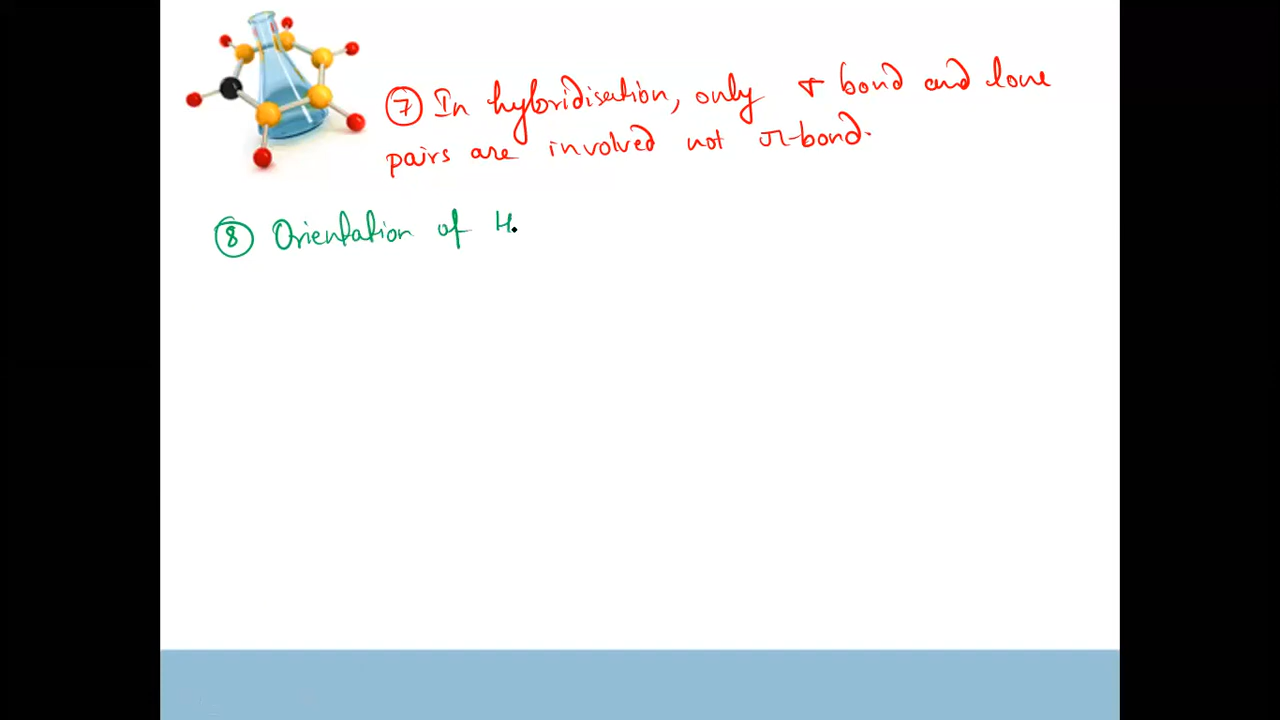 ⑦ In hybridisation, only σ bond and lone
pairs are involved not π-bond.
⑧ Orientation of H